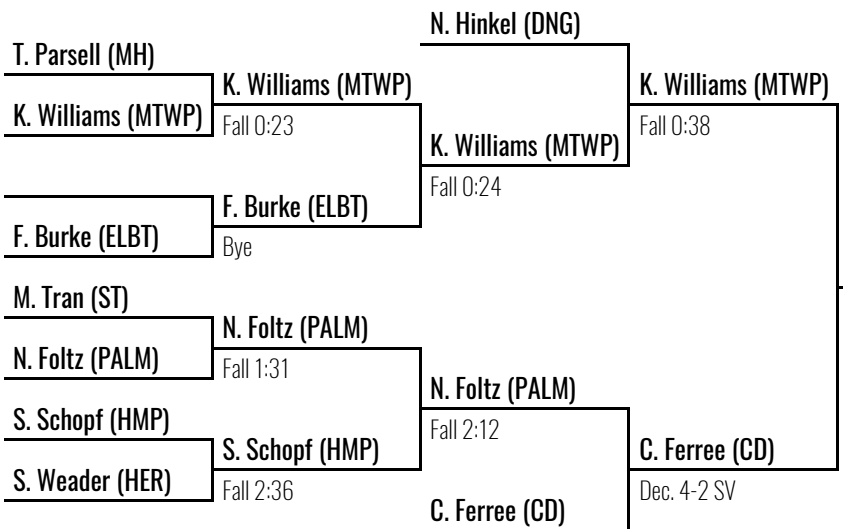 N. Hinkel (DNG)
T. Parsell (MH)
K. Williams (MTWP)
K. Williams (MTWP)
K. Williams (MTWP)
Fall 0:23
Fall 0:38
K. Williams (MTWP)
Fall 0:24
F. Burke (ELBT)
F. Burke (ELBT)
Bye
M. Tran (ST)
N. Foltz (PALM)
N. Foltz (PALM)
Fall 1:31
N. Foltz (PALM)
Fall 2:12
S. Schopf (HMP)
S. Schopf (HMP)
C. Ferree (CD)
S. Weader (HER)
Fall 2:36
Dec. 4-2 SV
C. Ferree (CD)